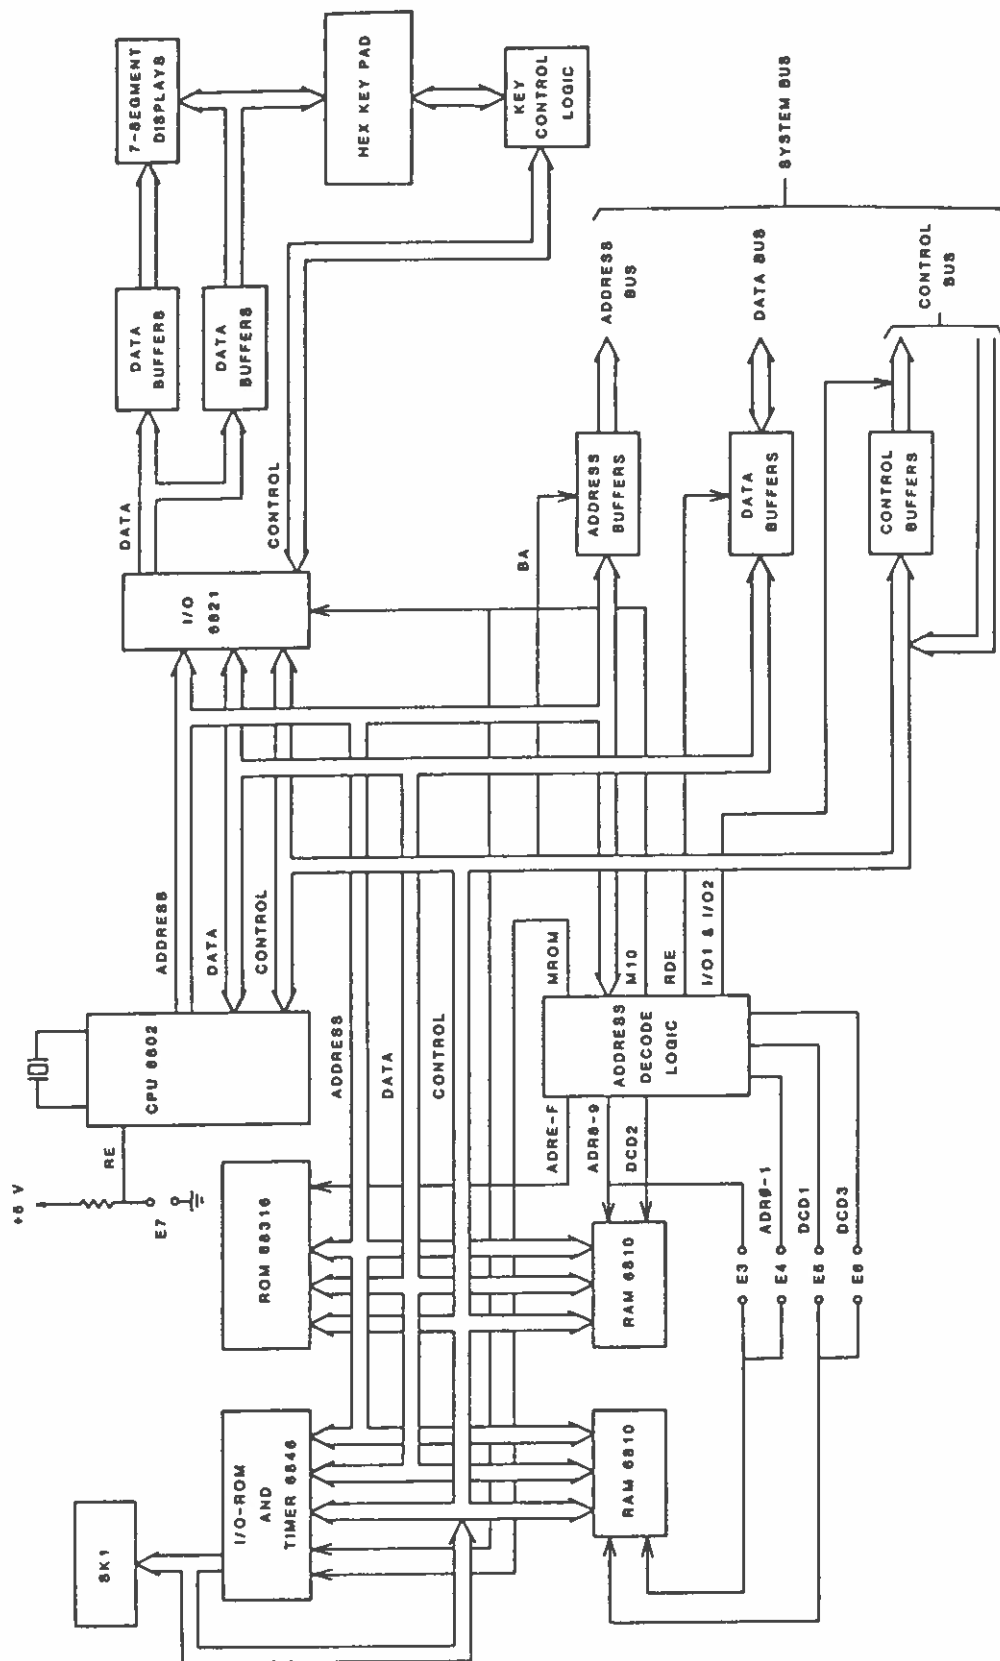 +5 V
SK1
RE
E7
CPU 6802
ADDRESS
DATA
CONTROL
I/O
6821
DATA
CONTROL
DATA
BUFFERS
DATA
BUFFERS
7-SEGMENT
DISPLAYS
I/O-ROM
AND
TIMER 6846
ROM 68316
HEX KEY PAD
KEY
CONTROL
LOGIC
ADDRESS
DATA
CONTROL
BA
MROM
ADRE-F
ADR8-9
DCD2
ADDRESS
DECODE
LOGIC
M10
RDE
I/O1 & I/O2
RAM 6810
RAM 6810
ADDRESS
BUFFERS
ADDRESS
BUS
DATA
BUFFERS
DATA BUS
SYSTEM BUS
E3
E4
ADRØ-1
E5
DCD1
E6
DCD3
CONTROL
BUFFERS
CONTROL
BUS